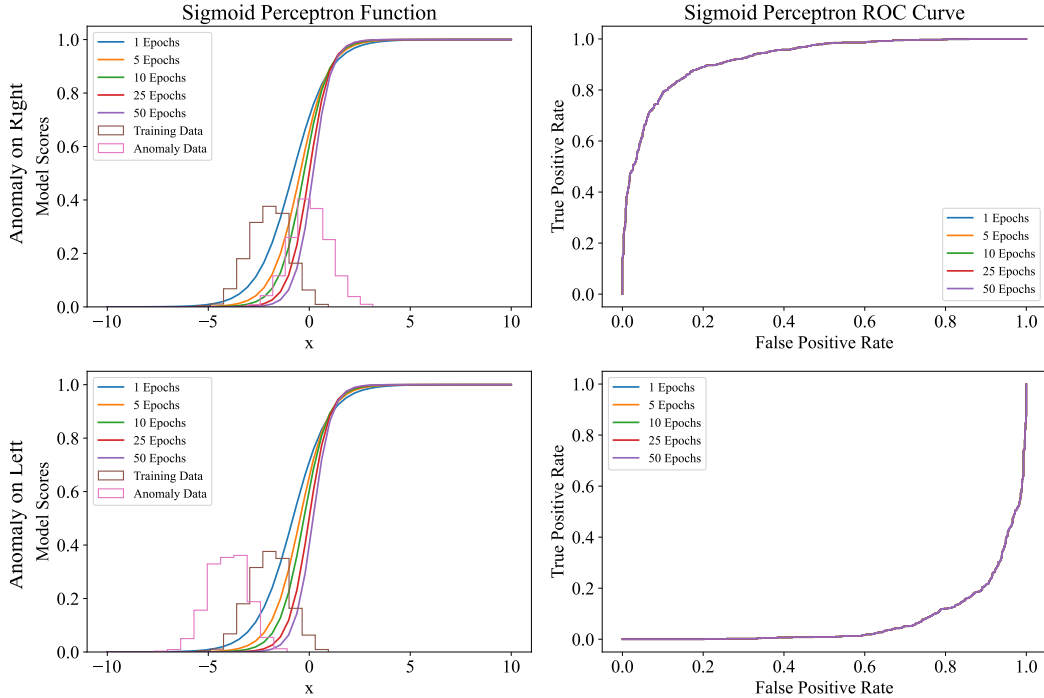 Sigmoid Perceptron Function
Anomaly on Right
Model Scores
1.0
0.8
0.6
0.4
0.2
0.0
1 Epochs
5 Epochs
10 Epochs
25 Epochs
50 Epochs
Training Data
Anomaly Data
−10 −5 0 5 10
x
Sigmoid Perceptron ROC Curve
True Positive Rate
1.0
0.8
0.6
0.4
0.2
0.0
1 Epochs
5 Epochs
10 Epochs
25 Epochs
50 Epochs
0.0 0.2 0.4 0.6 0.8 1.0
False Positive Rate
Anomaly on Left
Model Scores
1.0
0.8
0.6
0.4
0.2
0.0
1 Epochs
5 Epochs
10 Epochs
25 Epochs
50 Epochs
Training Data
Anomaly Data
−10 −5 0 5 10
x
True Positive Rate
1.0
0.8
0.6
0.4
0.2
0.0
1 Epochs
5 Epochs
10 Epochs
25 Epochs
50 Epochs
0.0 0.2 0.4 0.6 0.8 1.0
False Positive Rate